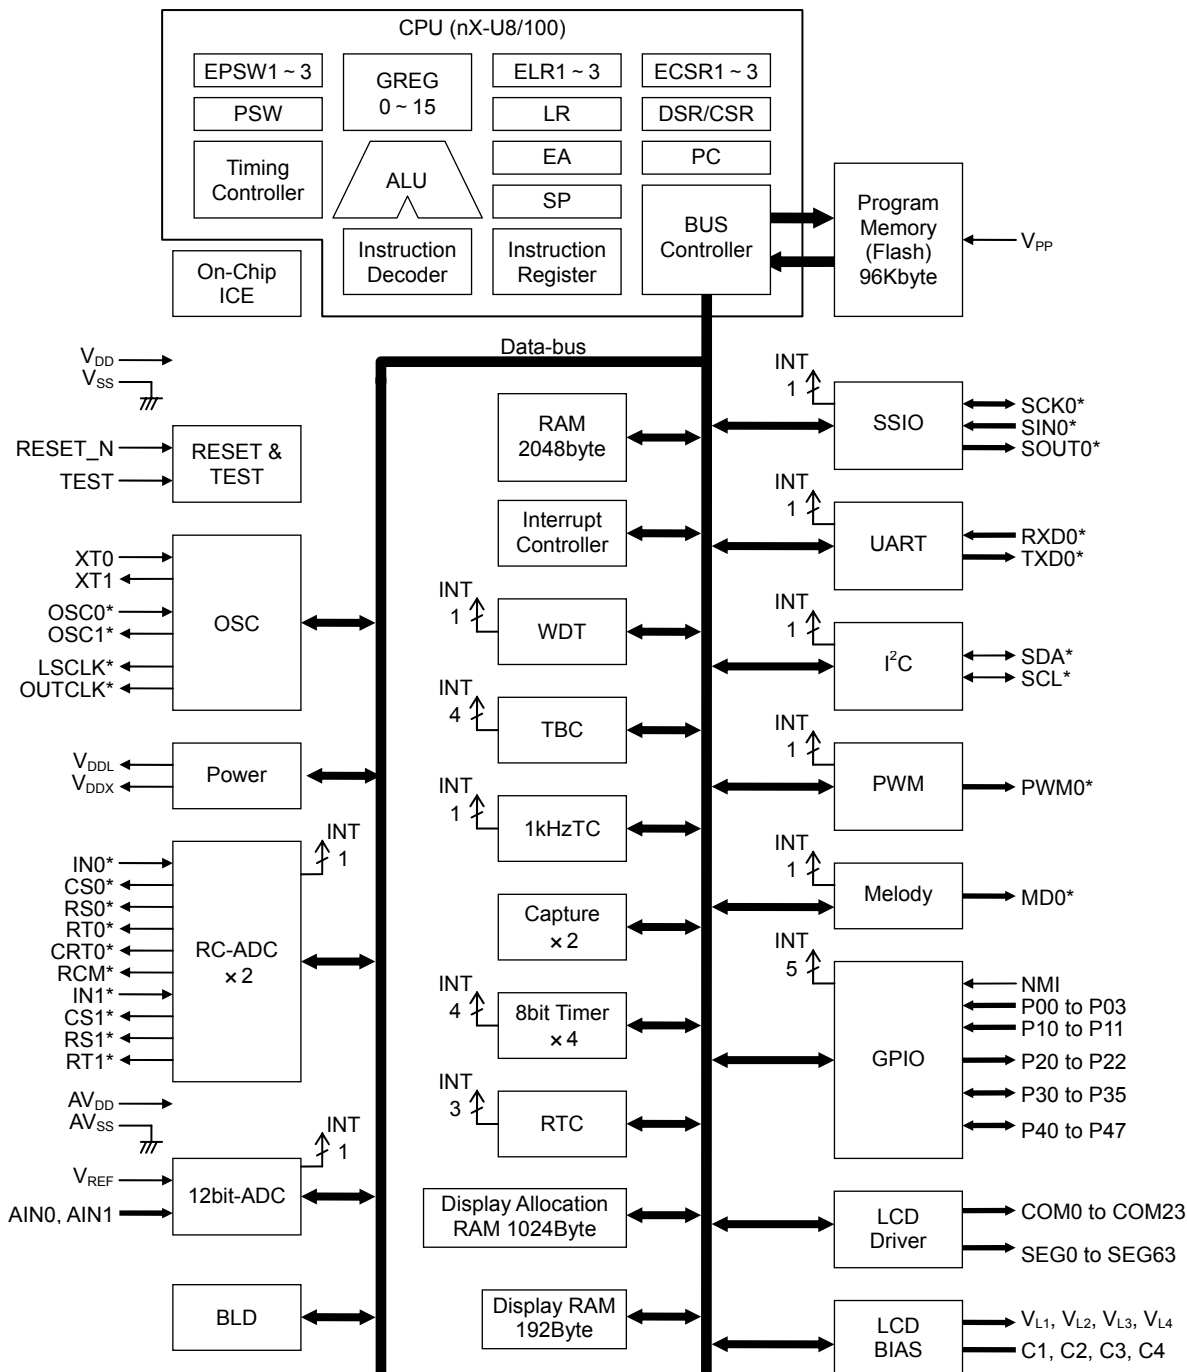 CPU (nX-U8/100)
EPSW1 ~ 3
GREG
0 ~ 15
ELR1 ~ 3
ECSR1 ~ 3
PSW
LR
DSR/CSR
Timing
Controller
ALU
EA
PC
SP
BUS
Controller
Instruction
Decoder
Instruction
Register
Program
Memory
(Flash)
96Kbyte
VPP
On-Chip
ICE
Data-bus
VDD
VSS
RESET_N
TEST
RESET &
TEST
XT0
XT1
OSC0*
OSC1*
LSCLK*
OUTCLK*
OSC
VDDL
VDDX
Power
IN0*
CS0*
RS0*
RT0*
CRT0*
RCM*
IN1*
CS1*
RS1*
RT1*
RC-ADC
× 2
INT
1
AVDD
AVSS
VREF
AIN0, AIN1
12bit-ADC
INT
1
BLD
RAM
2048byte
Interrupt
Controller
INT
1
WDT
INT
4
TBC
INT
1
1kHzTC
Capture
× 2
INT
4
8bit Timer
× 4
INT
3
RTC
Display Allocation
RAM 1024Byte
Display RAM
192Byte
INT
1
SSIO
SCK0*
SIN0*
SOUT0*
INT
1
UART
RXD0*
TXD0*
INT
1
I²C
SDA*
SCL*
INT
1
PWM
PWM0*
INT
1
Melody
MD0*
INT
5
GPIO
NMI
P00 to P03
P10 to P11
P20 to P22
P30 to P35
P40 to P47
LCD
Driver
COM0 to COM23
SEG0 to SEG63
LCD
BIAS
VL1, VL2, VL3, VL4
C1, C2, C3, C4